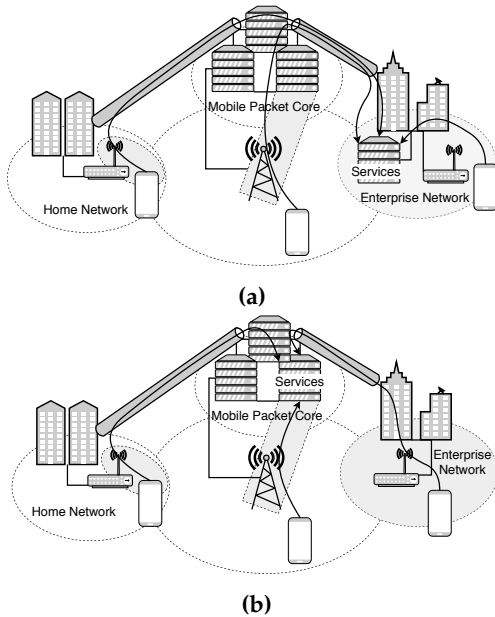 Mobile Packet Core
Services
Home Network
Enterprise Network
(a)
Services
Mobile Packet Core
Enterprise
Network
Home Network
(b)